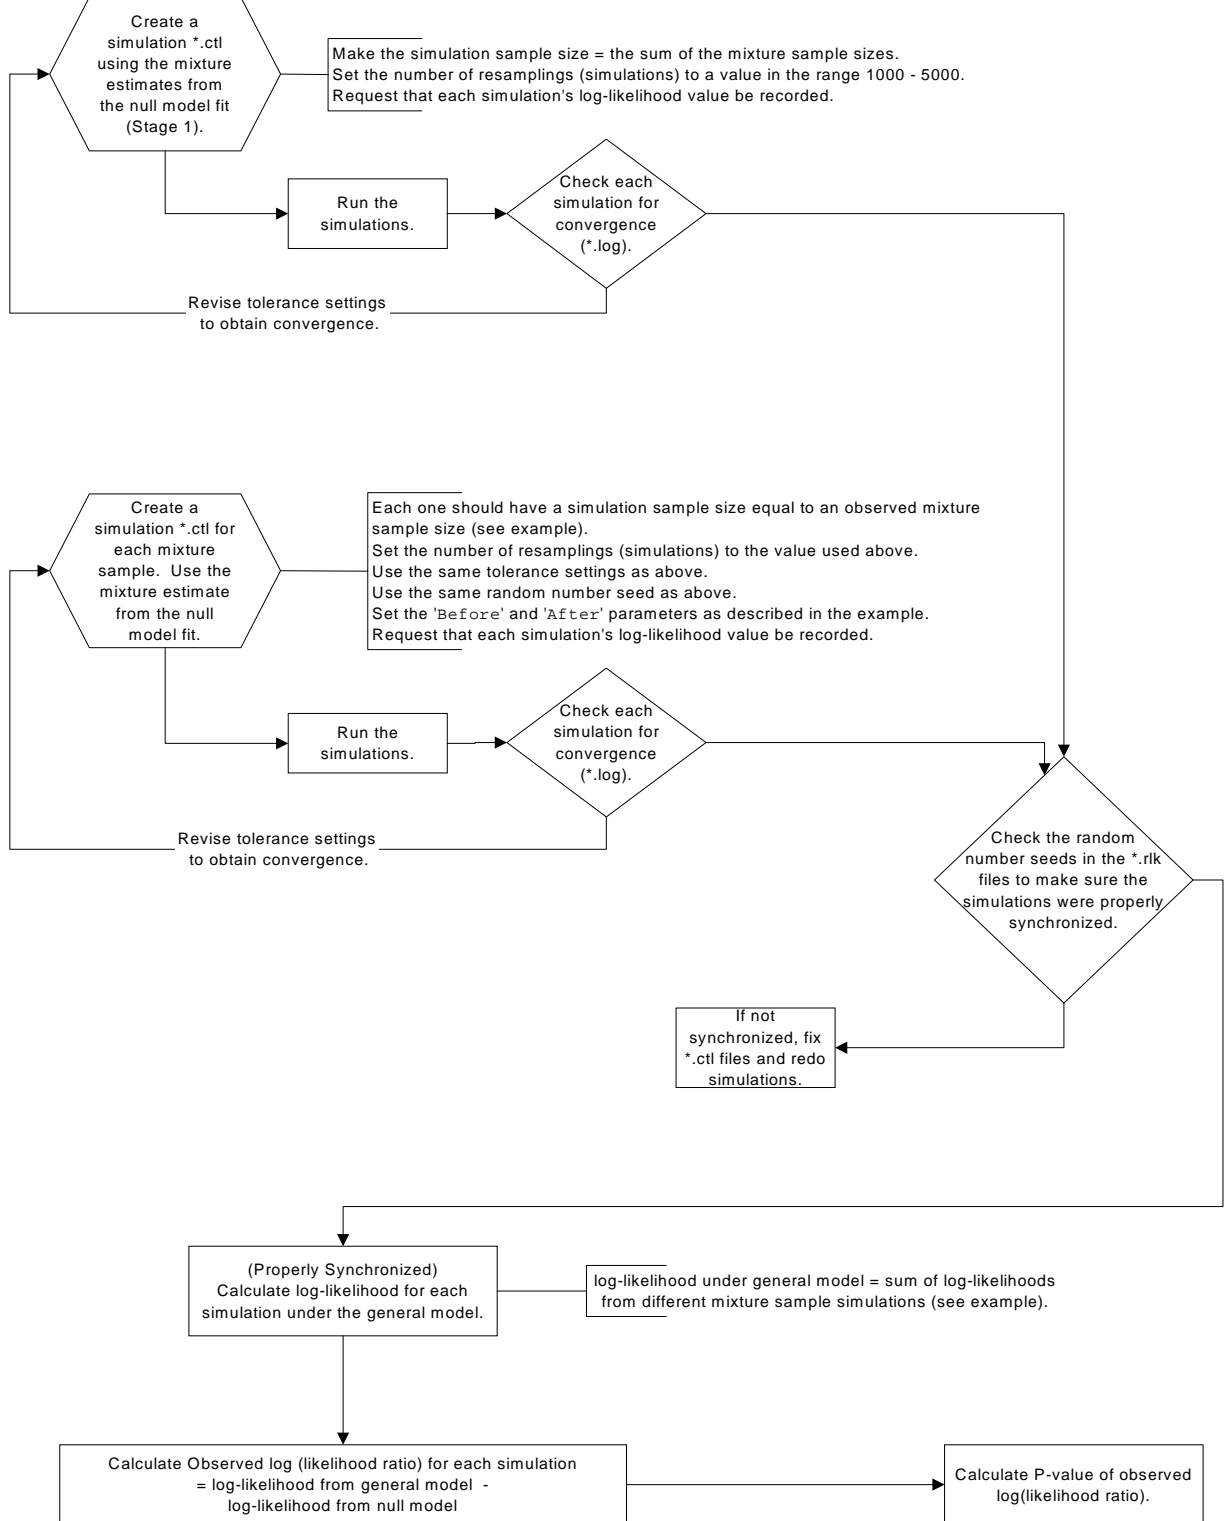 Create a
simulation *.ctl
using the mixture
estimates from
the null model fit
(Stage 1).
Make the simulation sample size = the sum of the mixture sample sizes.
Set the number of resamplings (simulations) to a value in the range 1000 - 5000.
Request that each simulation's log-likelihood value be recorded.
Run the
simulations.
Check each
simulation for
convergence
(*.log).
Revise tolerance settings
to obtain convergence.
Create a
simulation *.ctl for
each mixture
sample.  Use the
mixture estimate
from the null
model fit.
Each one should have a simulation sample size equal to an observed mixture
sample size (see example).
Set the number of resamplings (simulations) to the value used above.
Use the same tolerance settings as above.
Use the same random number seed as above.
Set the 'Before' and 'After' parameters as described in the example.
Request that each simulation's log-likelihood value be recorded.
Run the
simulations.
Check each
simulation for
convergence
(*.log).
Revise tolerance settings
to obtain convergence.
Check the random
number seeds in the *.rlk
files to make sure the
simulations were properly
synchronized.
If not
synchronized, fix
*.ctl files and redo
simulations.
(Properly Synchronized)
Calculate log-likelihood for each
simulation under the general model.
log-likelihood under general model = sum of log-likelihoods
from different mixture sample simulations (see example).
Calculate Observed log (likelihood ratio) for each simulation
= log-likelihood from general model  -
log-likelihood from null model
Calculate P-value of observed
log(likelihood ratio).